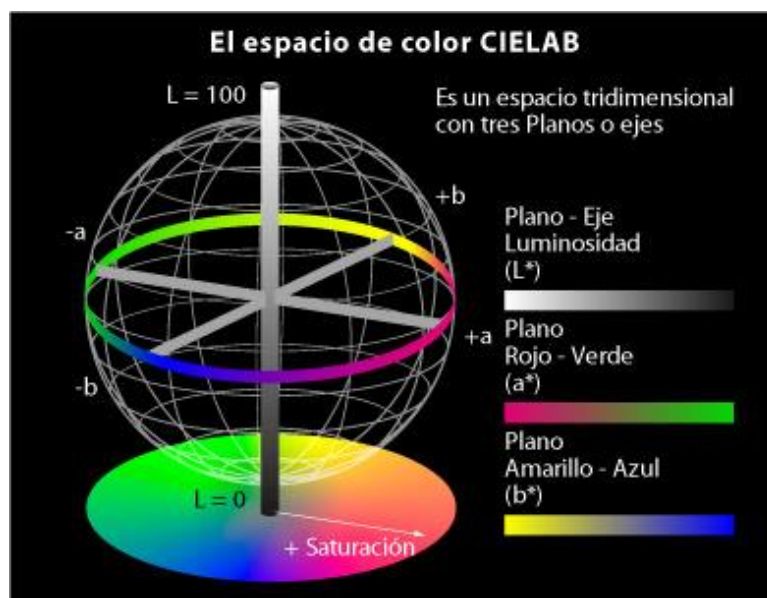 El espacio de color CIELAB
L = 100
Es un espacio tridimensional
con tres Planos o ejes
+b
-a
Plano - Eje
Luminosidad
(L*)
+a
Plano
Rojo - Verde
(a*)
-b
Plano
Amarillo - Azul
(b*)
L = 0
+ Saturación